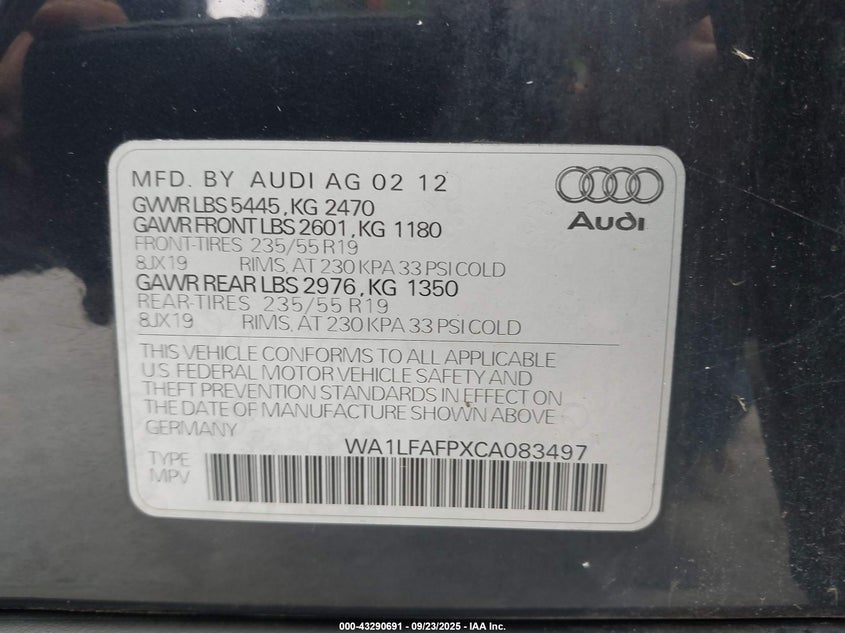 MFD. BY AUDI AG 02 12
GVWR LBS 5445, KG 2470
GAWR FRONT LBS 2601, KG 1180
FRONT-TIRES 235/55 R19
8JX19 RIMS, AT 230 KPA 33 PSI COLD
GAWR REAR LBS 2976, KG 1350
REAR-TIRES 235/55 R19
8JX19 RIMS, AT 230 KPA 33 PSI COLD
Audi
THIS VEHICLE CONFORMS TO ALL APPLICABLE
US FEDERAL MOTOR VEHICLE SAFETY AND
THEFT PREVENTION STANDARDS IN EFFECT ON
THE DATE OF MANUFACTURE SHOWN ABOVE
GERMANY
WA1LFAFPXCA083497
TYPE
MPV
000-43290691 - 09/23/2025 - IAA Inc.